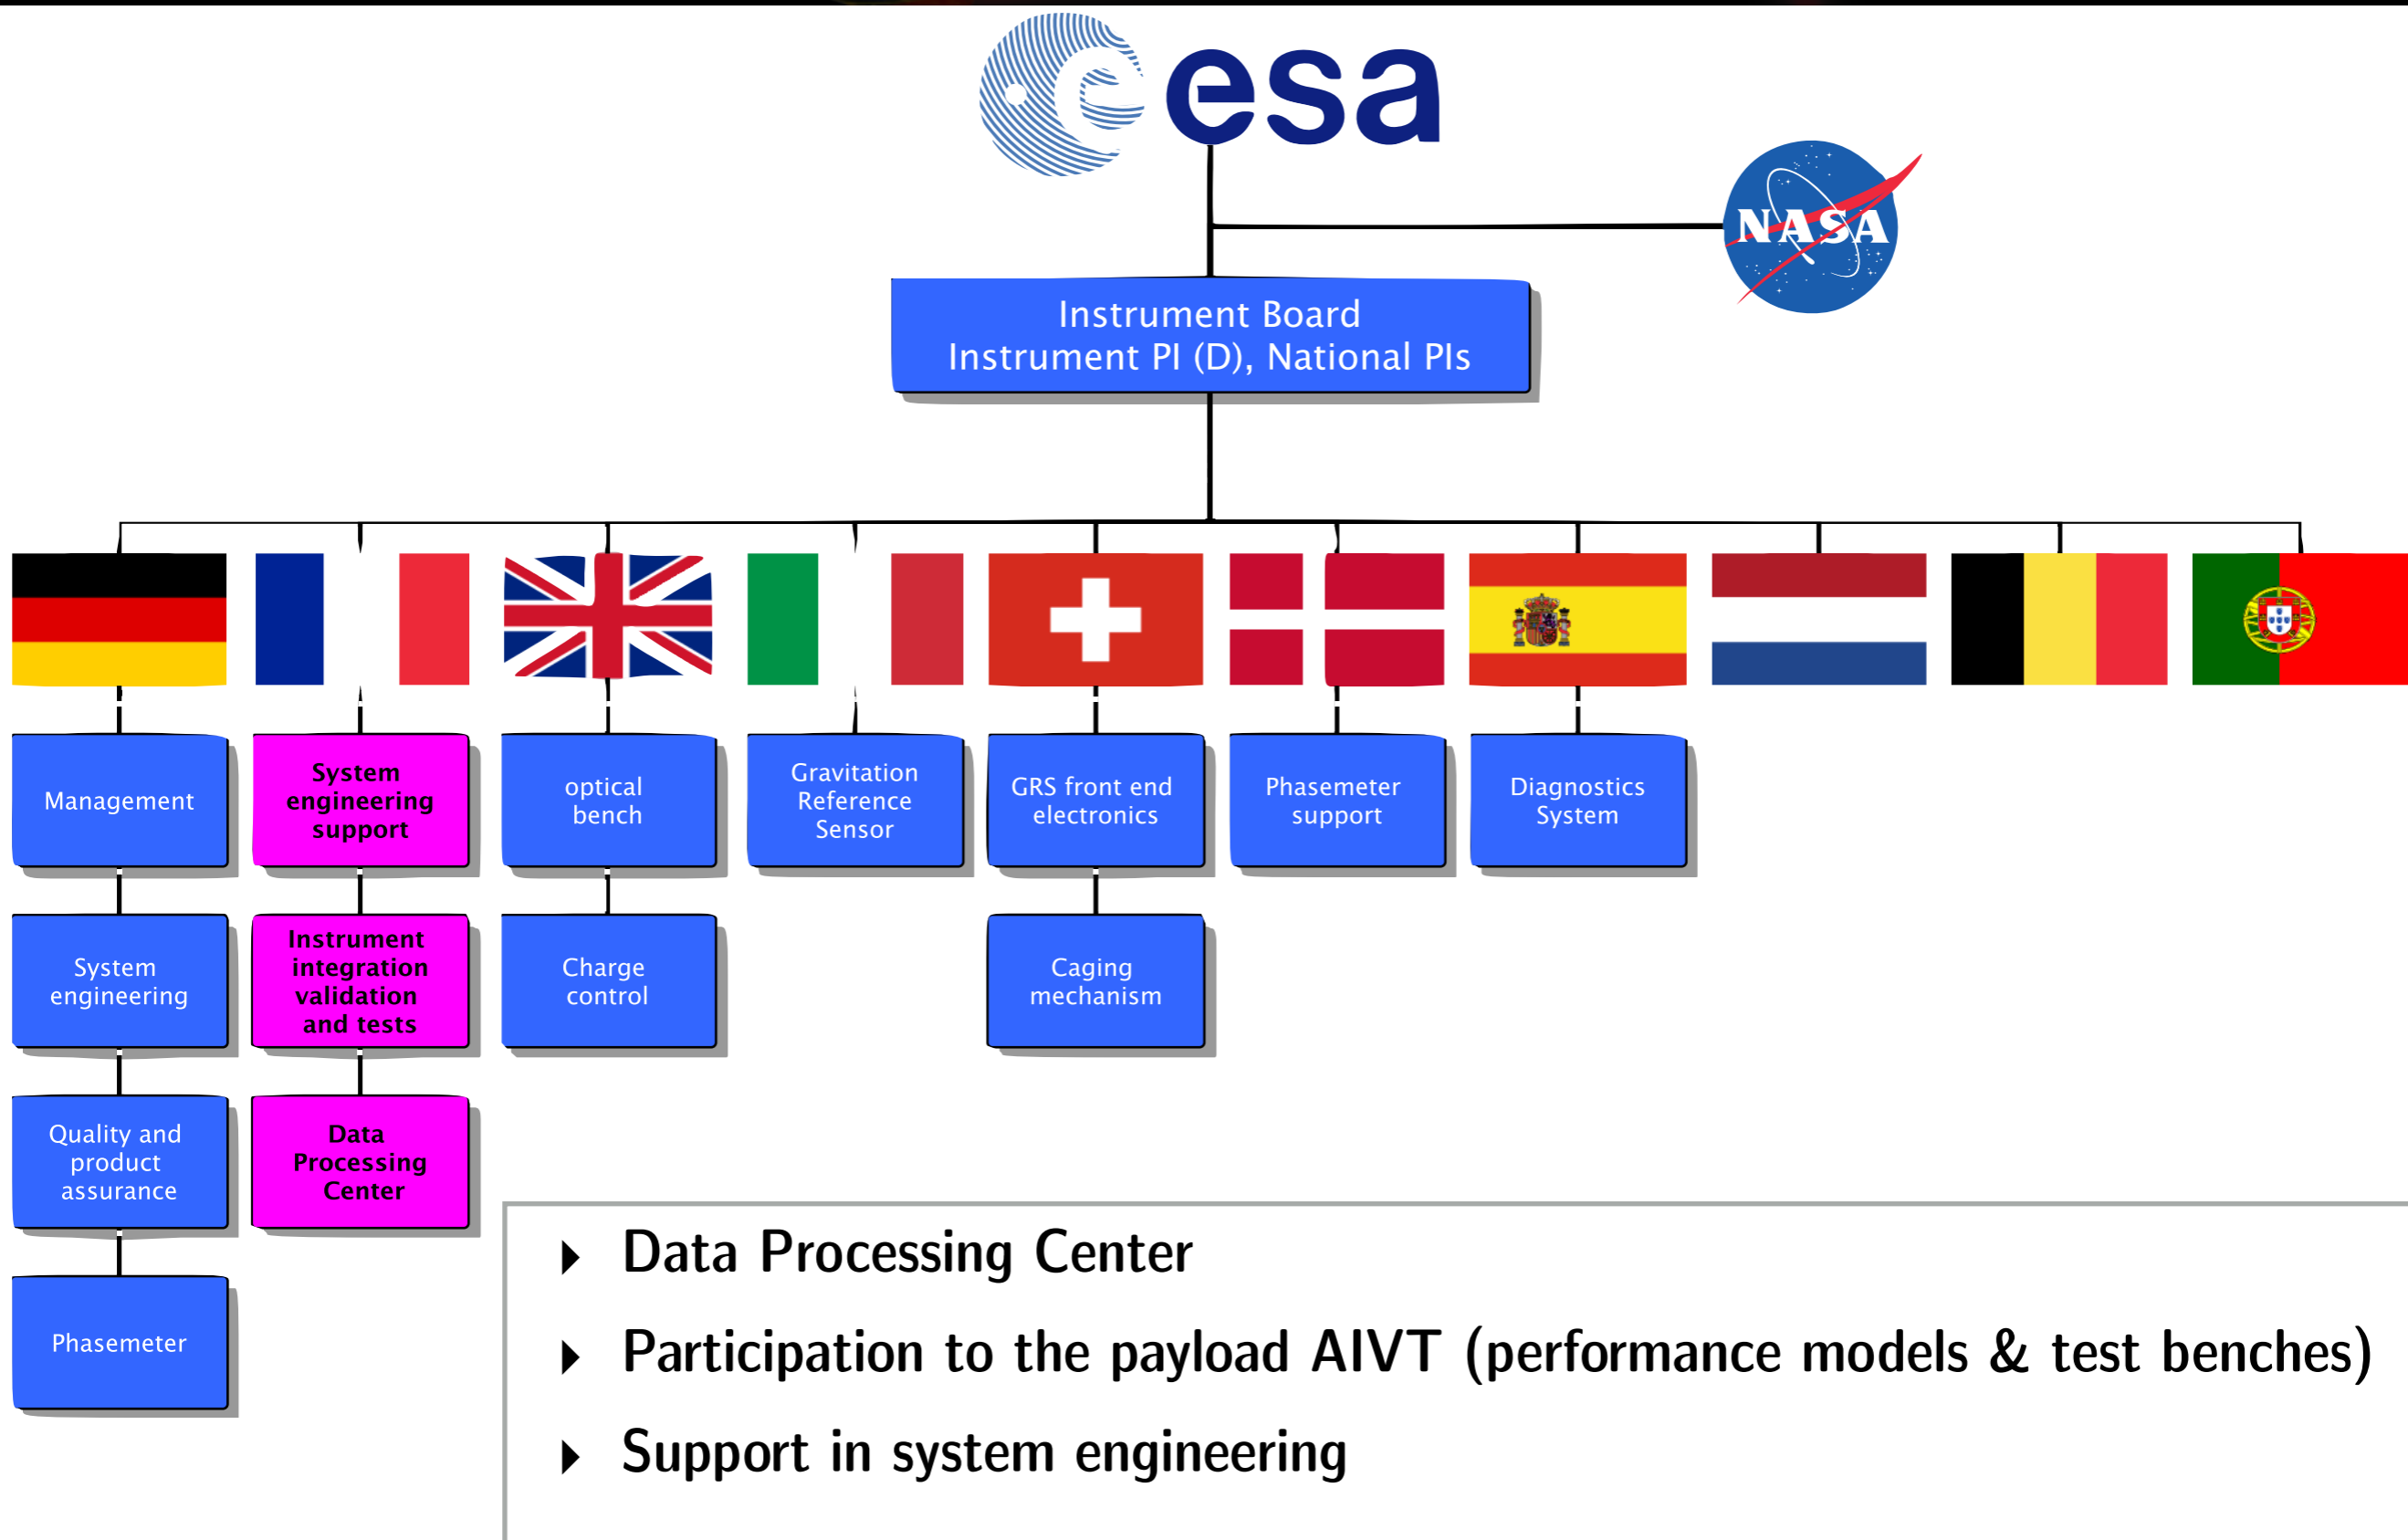 esa
NASA
Instrument Board
Instrument PI (D), National PIs
Management
System
engineering
Quality and
product
assurance
Phasemeter
System
engineering
support
Instrument
integration
validation
and tests
Data
Processing
Center
optical
bench
Charge
control
Gravitation
Reference
Sensor
GRS front end
electronics
Caging
mechanism
Phasemeter
support
Diagnostics
System
▸ Data Processing Center
▸ Participation to the payload AIVT (performance models & test benches)
▸ Support in system engineering